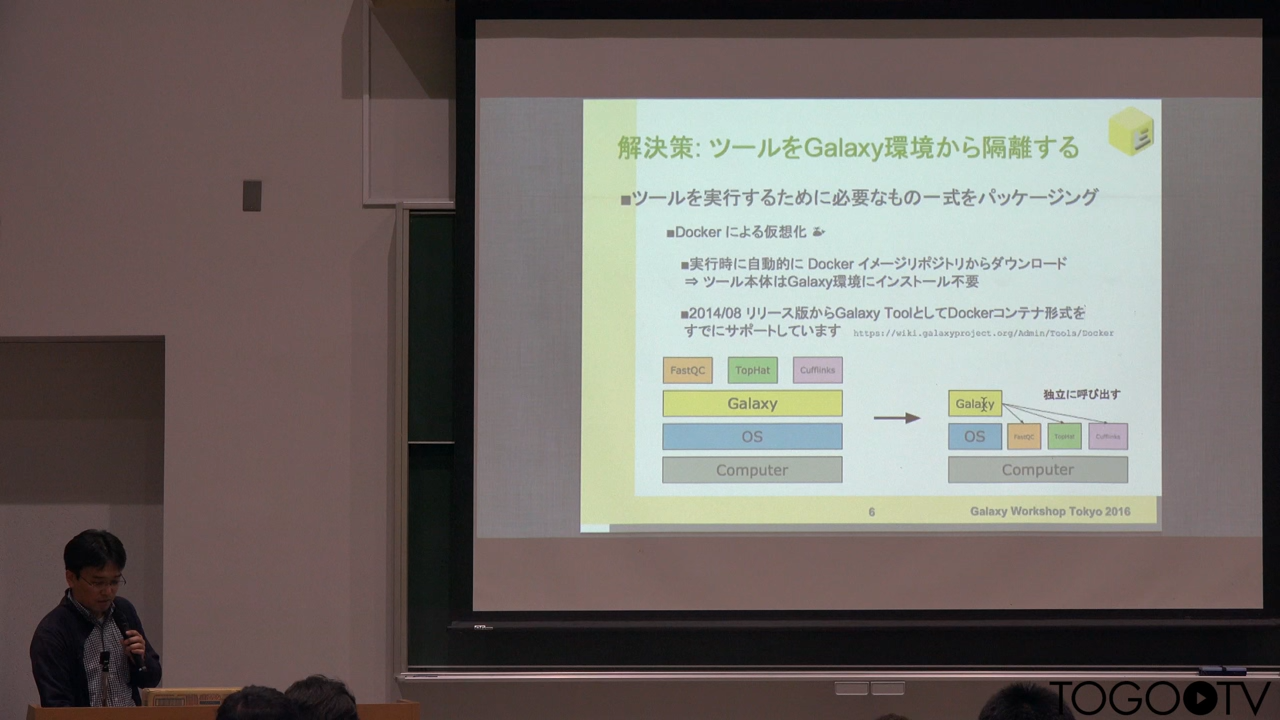 解決策: ツールをGalaxy環境から隔離する
■ツールを実行するために必要なもの一式をパッケージング
■Docker による仮想化
■実行時に自動的に Docker イメージリポジトリからダウンロード
⇒ ツール本体はGalaxy環境にインストール不要
■2014/08 リリース版からGalaxy ToolとしてDockerコンテナ形式を
すでにサポートしています https://wiki.galaxyproject.org/Admin/Tools/Docker
FastQC TopHat Cufflinks
Galaxy
OS
Computer
独立に呼び出す
Galaxy
OS FastQC TopHat Cufflinks
Computer
6 Galaxy Workshop Tokyo 2016
TOGOTV